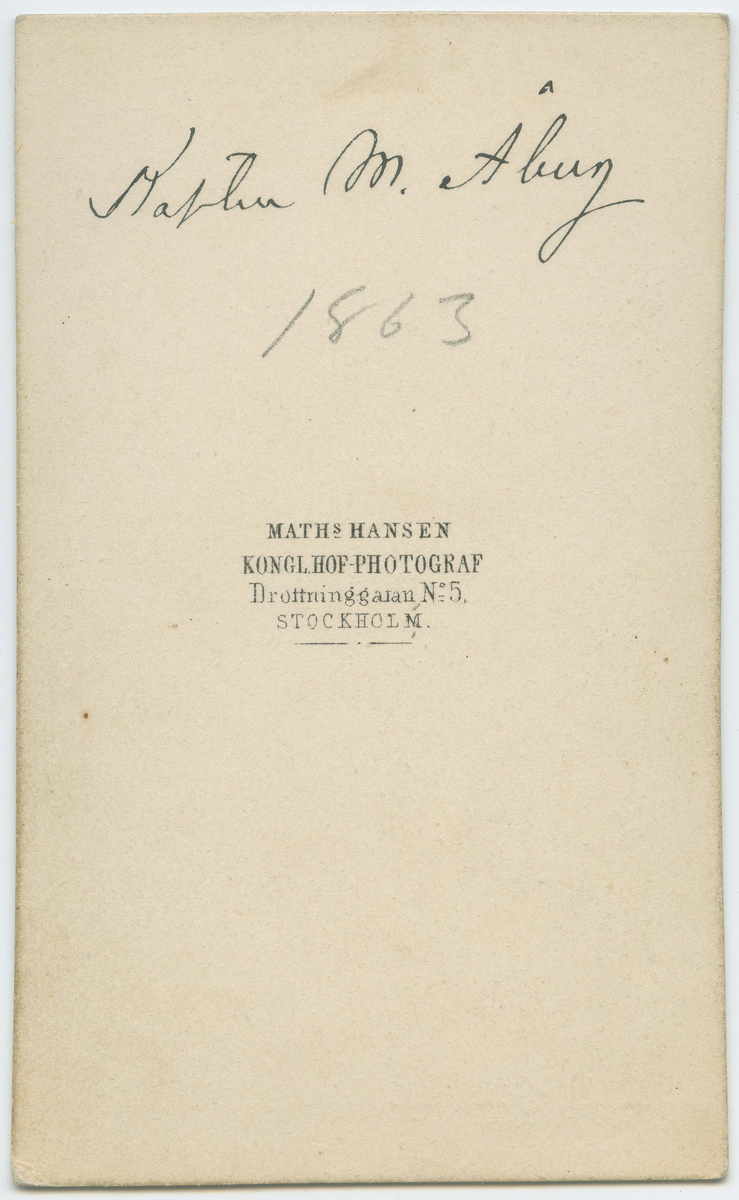 Kapten M. Åberg
1863
MATHS HANSEN
KONGL. HOF-PHOTOGRAF
Drottninggatan No 5,
STOCKHOLM.